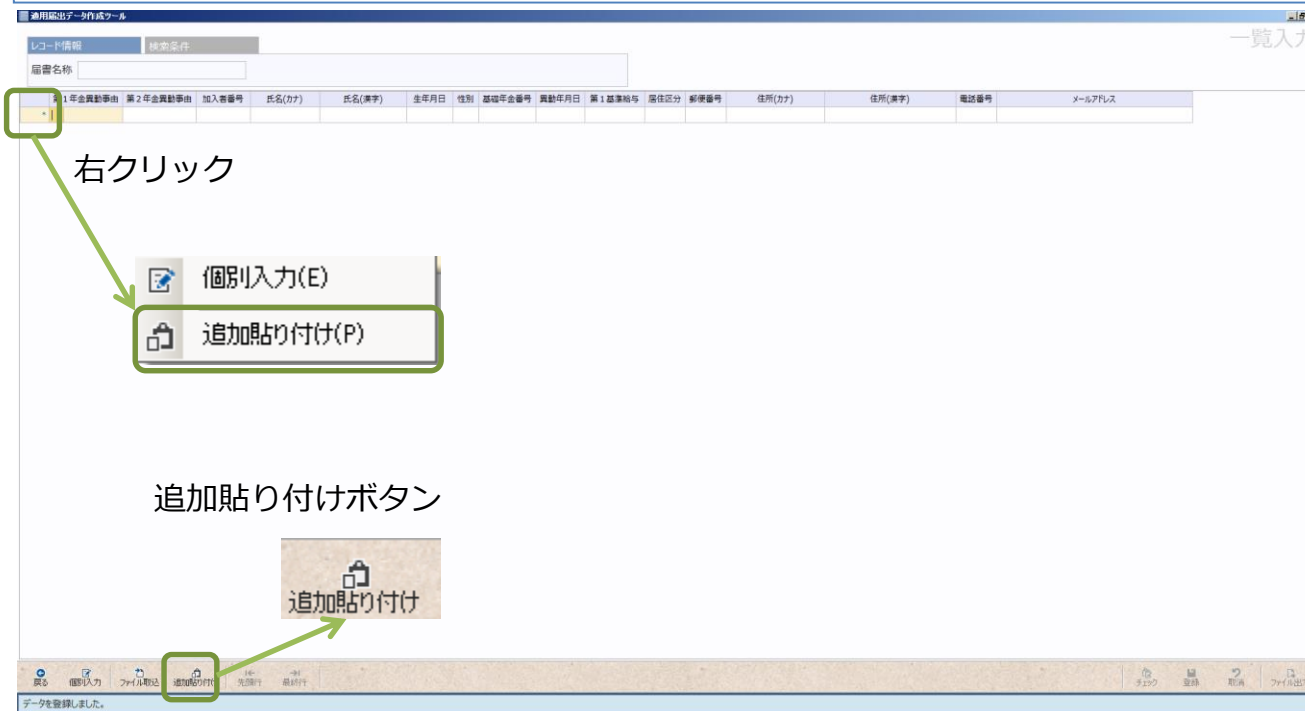 適用届出データ作成ツール
レコード情報 検索条件
一覧入力
届書名称
第1年金異動事由 第2年金異動事由 加入者番号 氏名(カナ) 氏名(漢字) 生年月日 性別 基礎年金番号 異動年月日 第1基準給与 居住区分 郵便番号 住所(カナ) 住所(漢字) 電話番号 メールアドレス
右クリック
個別入力(E)
追加貼り付け(P)
追加貼り付けボタン
追加貼り付け
戻る 個別入力 ファイル取込 追加貼り付け 先頭行 最終行 チェック 登録 取消 ファイル出
データを登録しました。